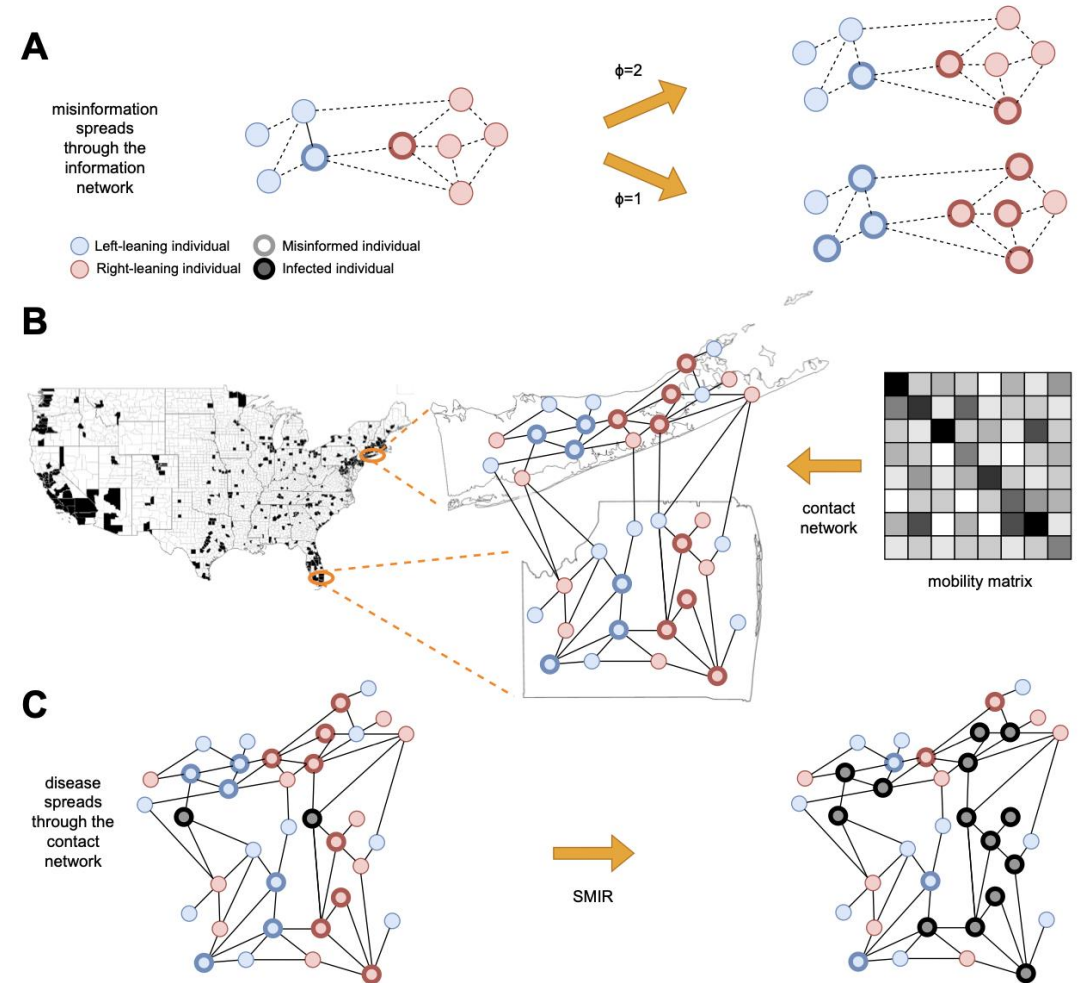 A
misinformation
spreads
through the
information
network
ϕ=2
ϕ=1
Left-leaning individual
Misinformed individual
Right-leaning individual
Infected individual
B
contact
network
mobility matrix
C
disease
spreads
through the
contact
network
SMIR